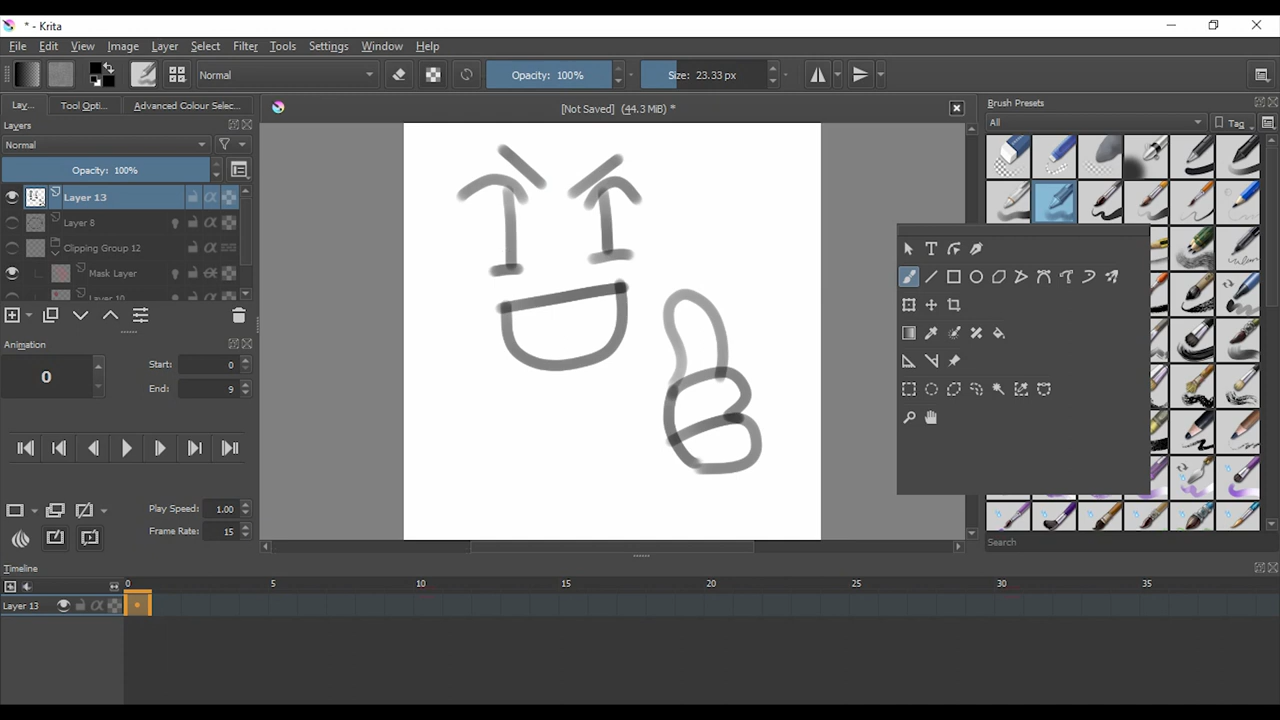 * - Krita
File Edit View Image Layer Select Filter Tools Settings Window Help
Normal Opacity: 100% Size: 23.33 px
Lay... Tool Opti... Advanced Colour Selec...
[Not Saved] (44.3 MiB) *
Brush Presets
Layers
All Tag
Normal
Opacity: 100%
Layer 13
Layer 8
Clipping Group 12
Mask Layer
Layer 10
T
Animation
0 Start: 0
End: 9
Play Speed: 1.00
Frame Rate: 15
Search
Timeline
0 5 10 15 20 25 30 35
Layer 13